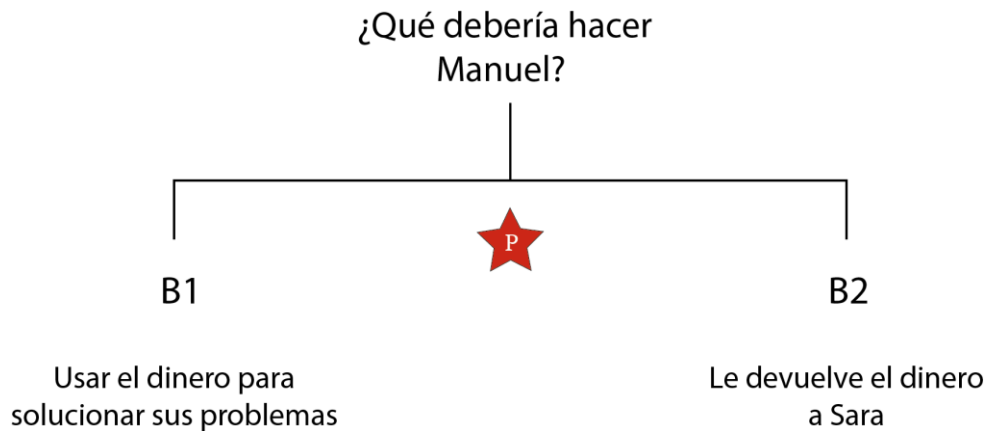 ¿Qué debería hacer
Manuel?
P
B1
B2
Usar el dinero para
solucionar sus problemas
Le devuelve el dinero
a Sara